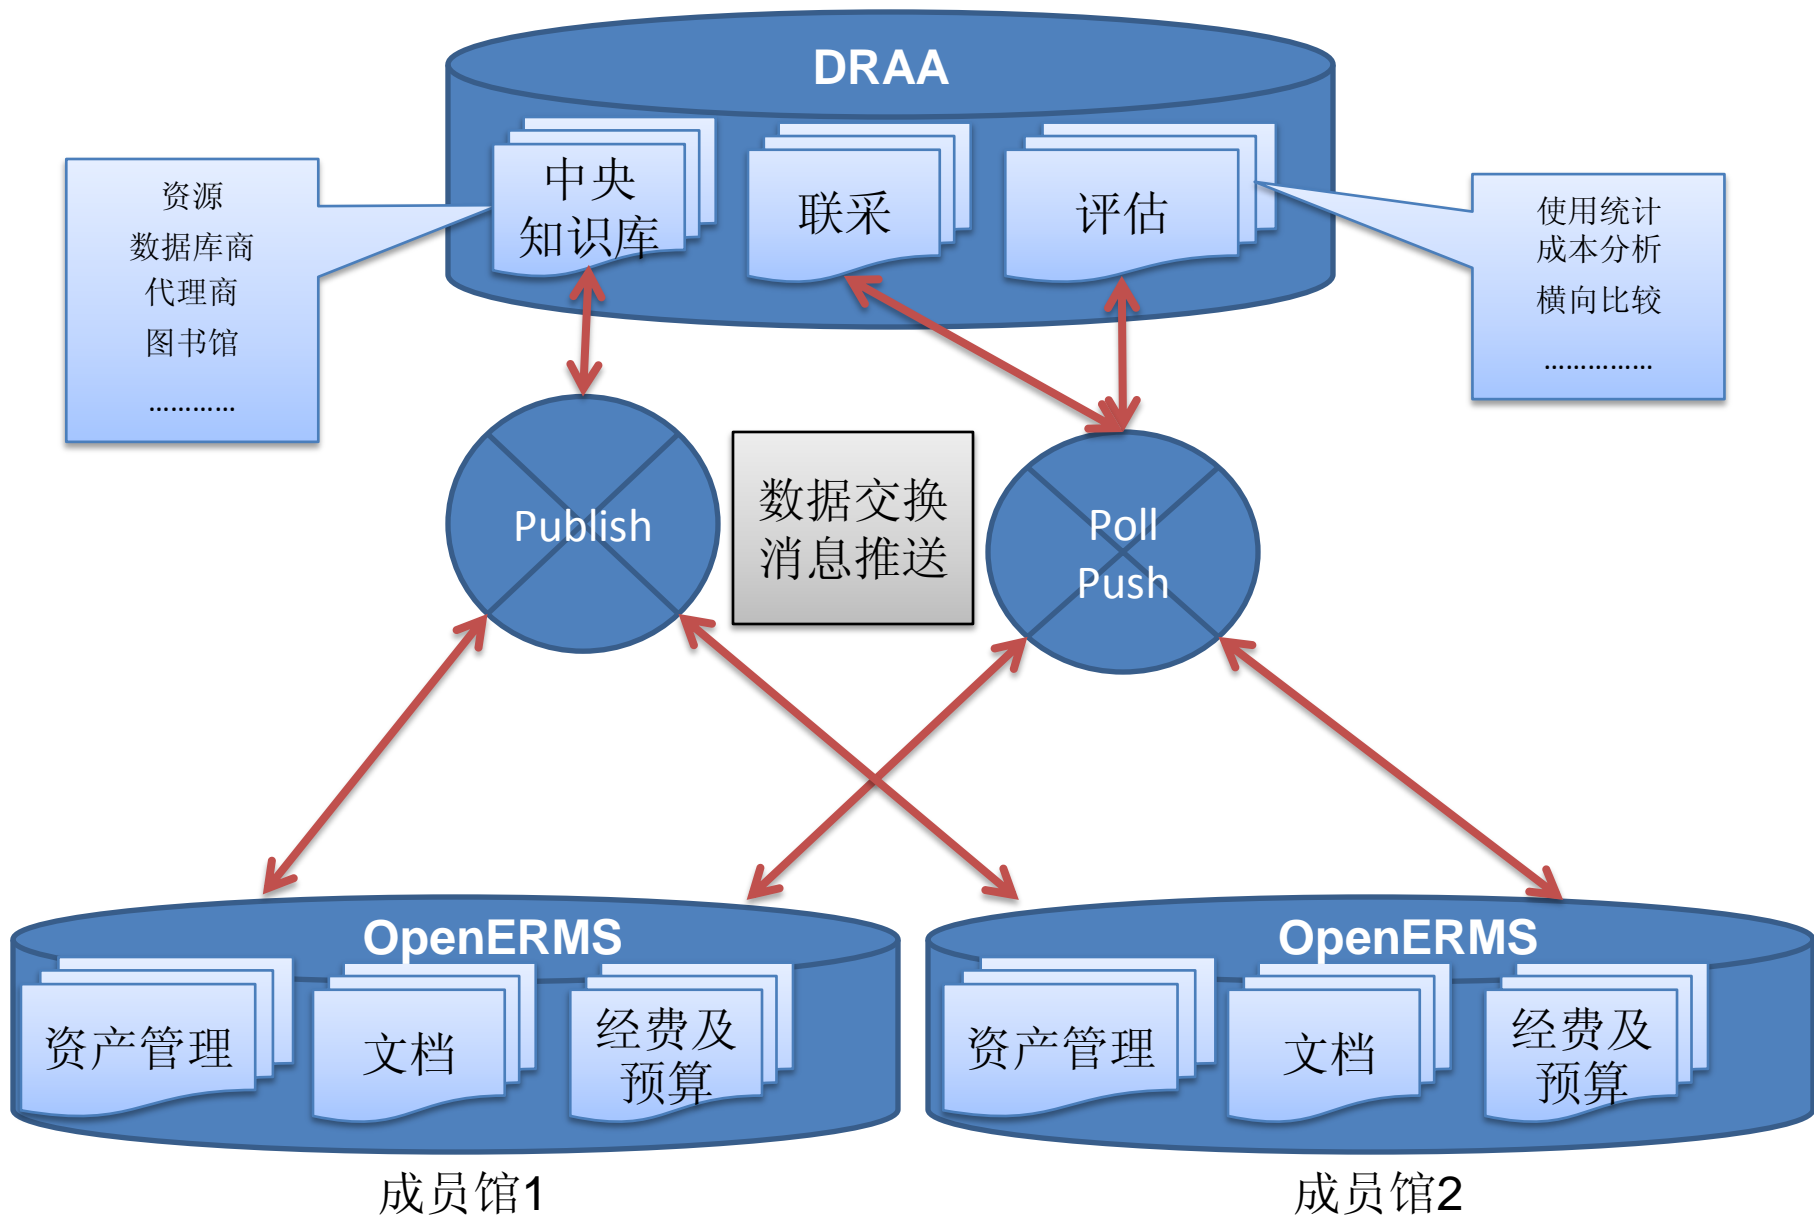 DRAA
中央
知识库
联采
评估
资源
数据库商
代理商
图书馆
…………
使用统计
成本分析
横向比较
……………
Publish
数据交换
消息推送
Poll
Push
OpenERMS
资产管理
文档
经费及
预算
成员馆1
OpenERMS
资产管理
文档
经费及
预算
成员馆2